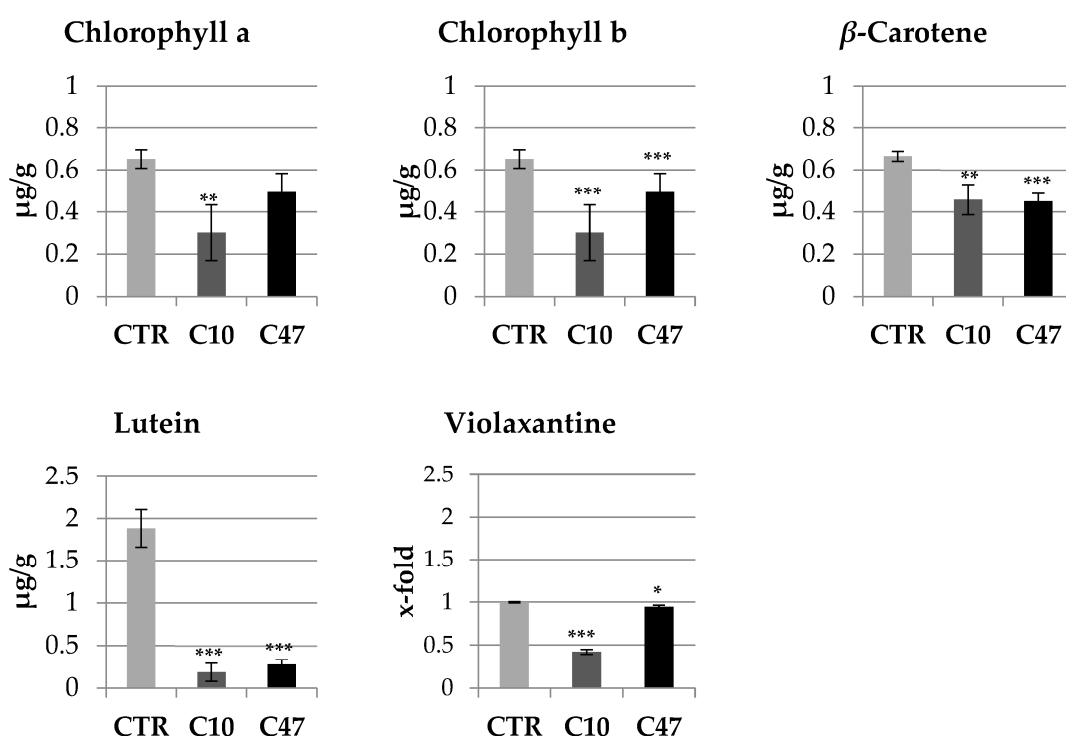 Chlorophyll a
1
0.8
0.6
0.4
0.2
0
µg/g
**
CTR C10 C47
Chlorophyll b
1
0.8
0.6
0.4
0.2
0
µg/g
***
***
CTR C10 C47
β-Carotene
1
0.8
0.6
0.4
0.2
0
µg/g
**
***
CTR C10 C47
Lutein
2.5
2
1.5
1
0.5
0
µg/g
***
***
CTR C10 C47
Violaxantine
2.5
2
1.5
1
0.5
0
x-fold
***
*
CTR C10 C47